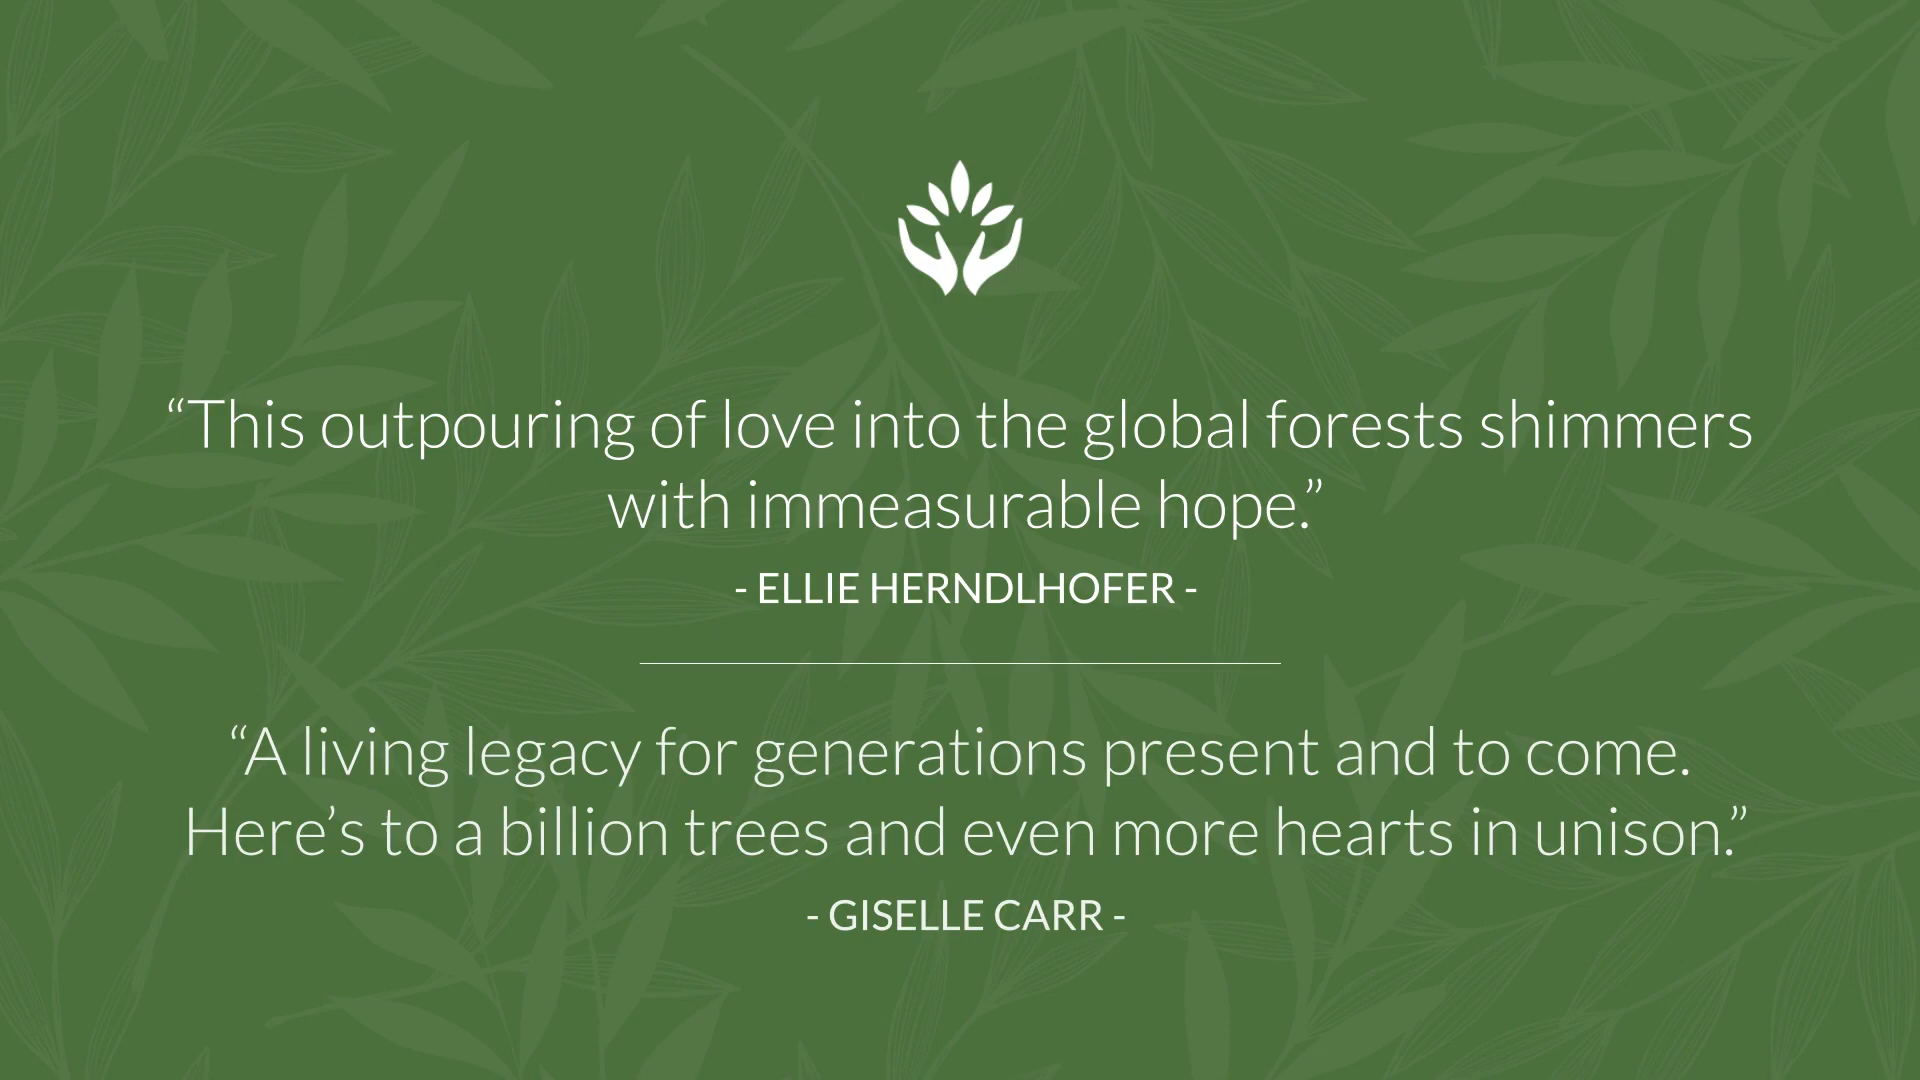 “This outpouring of love into the global forests shimmers
with immeasurable hope.”
- ELLIE HERNDLHOFER -
“A living legacy for generations present and to come.
Here’s to a billion trees and even more hearts in unison.”
- GISELLE CARR -